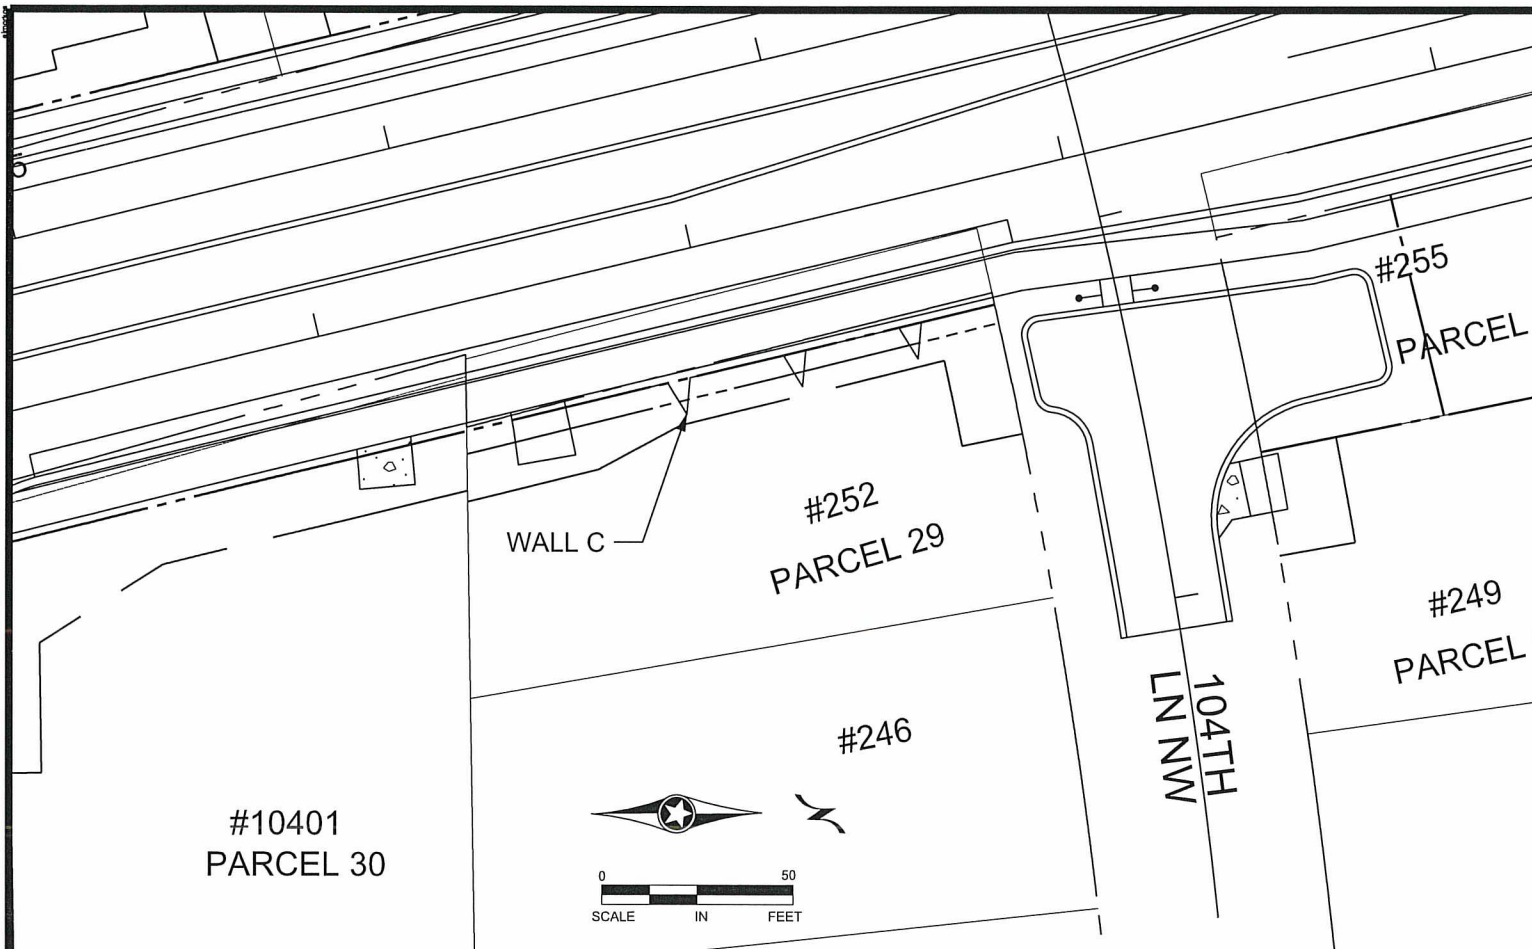 #255
PARCEL
#252
PARCEL 29
WALL C
#249
PARCEL
104TH
LN NW
#246
#10401
PARCEL 30
N
0 50
SCALE IN FEET